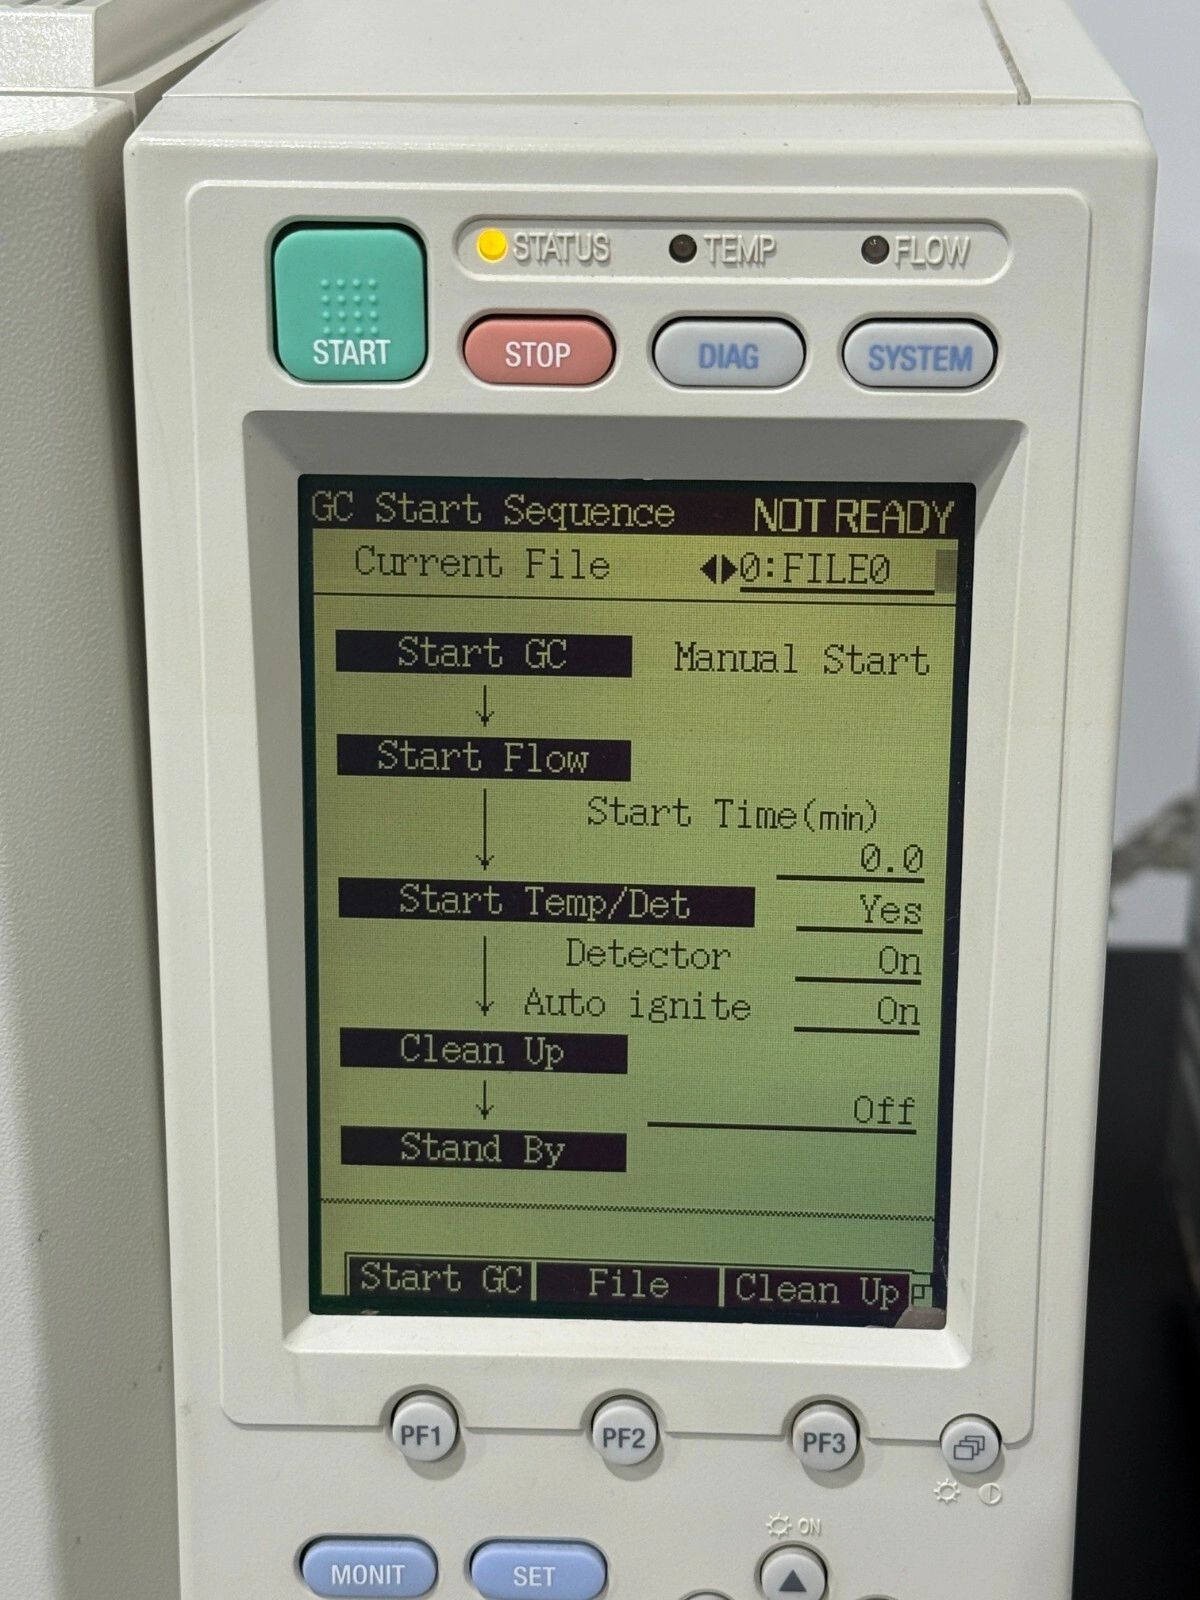 STATUS TEMP FLOW
START STOP DIAG SYSTEM
GC Start Sequence NOT READY
Current File 0:FILE0
Start GC Manual Start
Start Flow
Start Time(min)
0.0
Start Temp/Det Yes
Detector On
Auto ignite On
Clean Up
Off
Stand By
Start GC File Clean Up
PF1 PF2 PF3
ON
MONIT SET